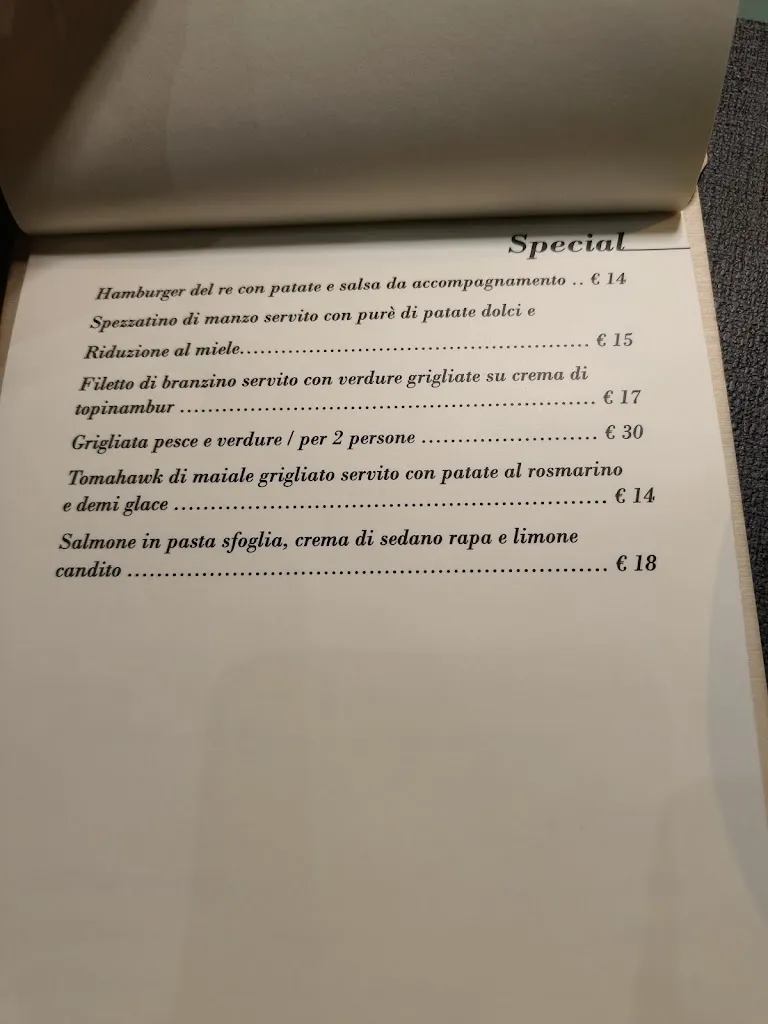 Special
Hamburger del re con patate e salsa da accompagnamento .. € 14
Spezzatino di manzo servito con purè di patate dolci e
Riduzione al miele................................................ € 15
Filetto di branzino servito con verdure grigliate su crema di
topinambur ......................................................... € 17
Grigliata pesce e verdure / per 2 persone ........................ € 30
Tomahawk di maiale grigliato servito con patate al rosmarino
e demi glace ........................................................... € 14
Salmone in pasta sfoglia, crema di sedano rapa e limone
candito .................................................................. € 18